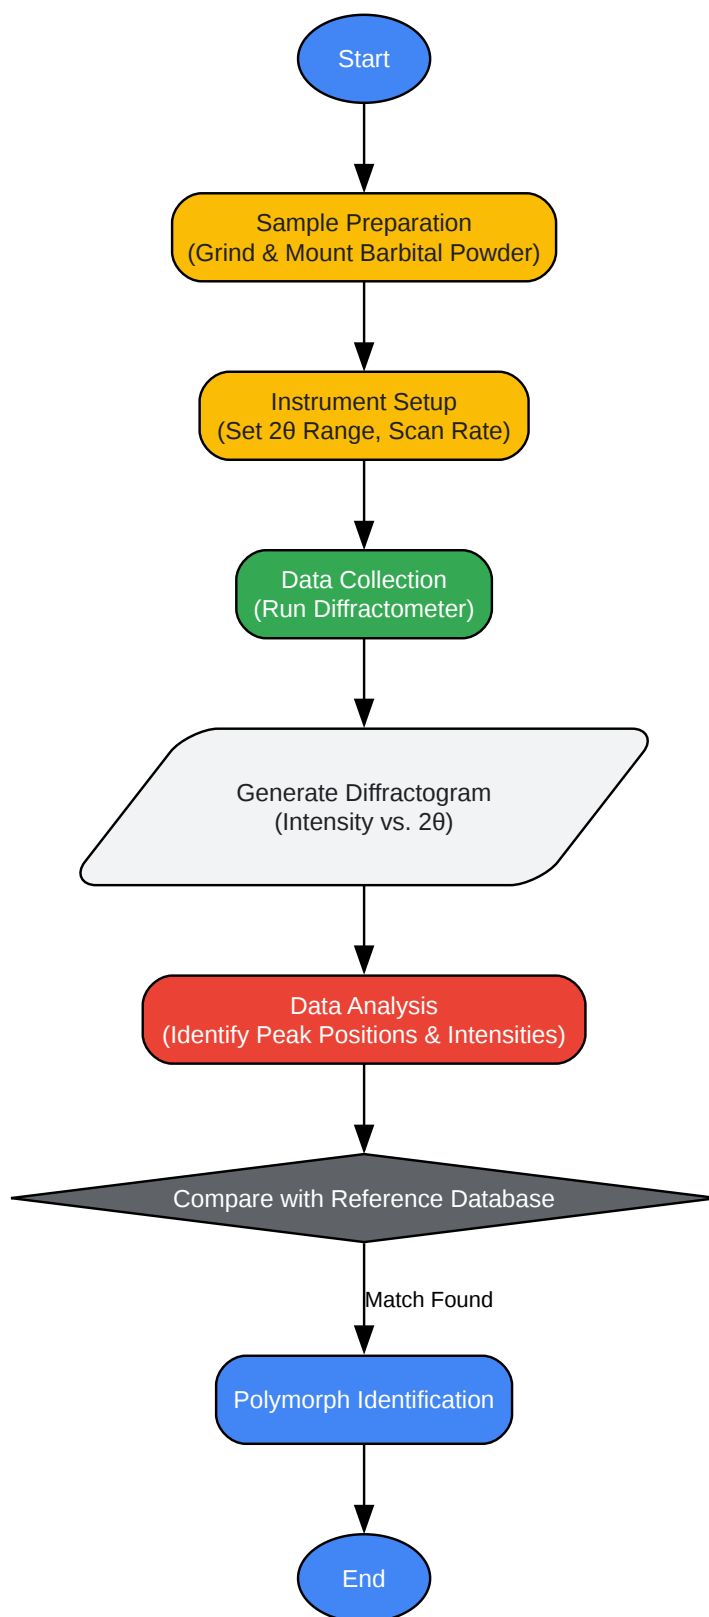 Start
Sample Preparation
(Grind & Mount Barbital Powder)
Instrument Setup
(Set 2θ Range, Scan Rate)
Data Collection
(Run Diffractometer)
Generate Diffractogram
(Intensity vs. 2θ)
Data Analysis
(Identify Peak Positions & Intensities)
Compare with Reference Database
Match Found
Polymorph Identification
End